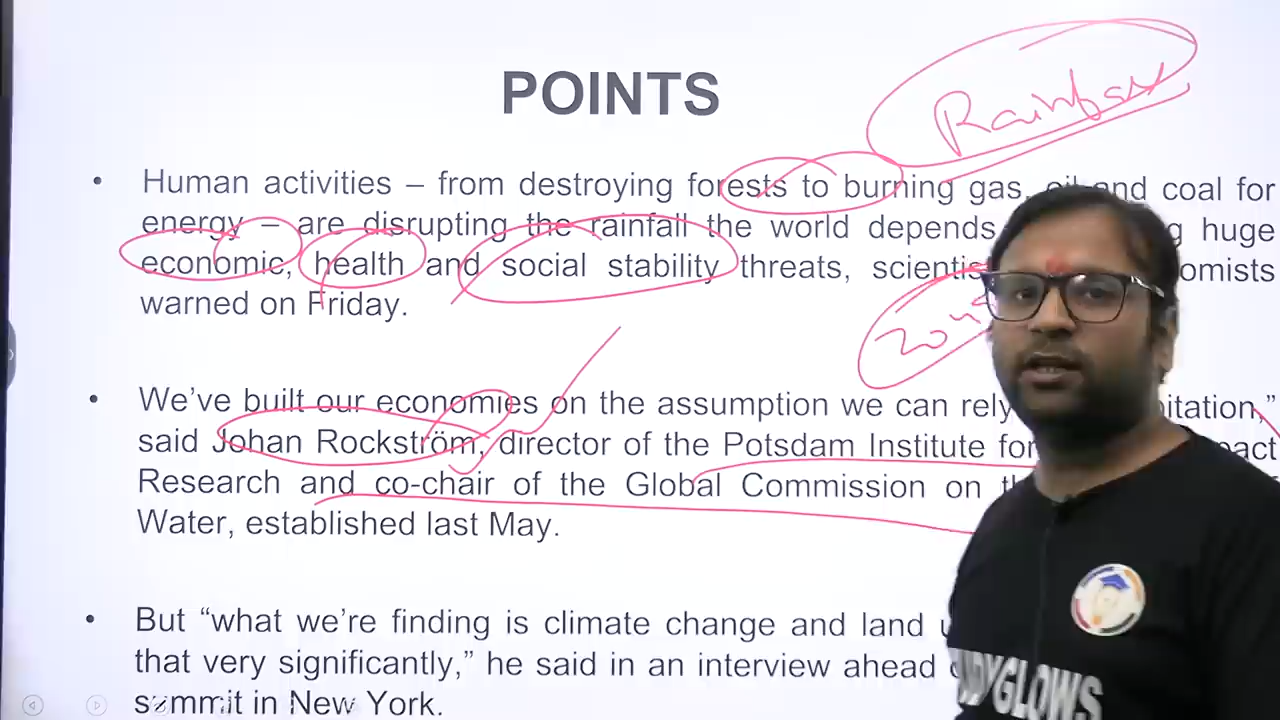 POINTS
Rainfall
• Human activities – from destroying forests to burning gas, oil and coal for
energy – are disrupting the rainfall the world depends g huge
economic, health and social stability threats, scientis omists
warned on Friday.
• We’ve built our economies on the assumption we can rely itation,”
said Johan Rockström, director of the Potsdam Institute for act
Research and co-chair of the Global Commission on
Water, established last May.
• But “what we’re finding is climate change and land
that very significantly,” he said in an interview ahead
summit in New York.
UDYGLOWS